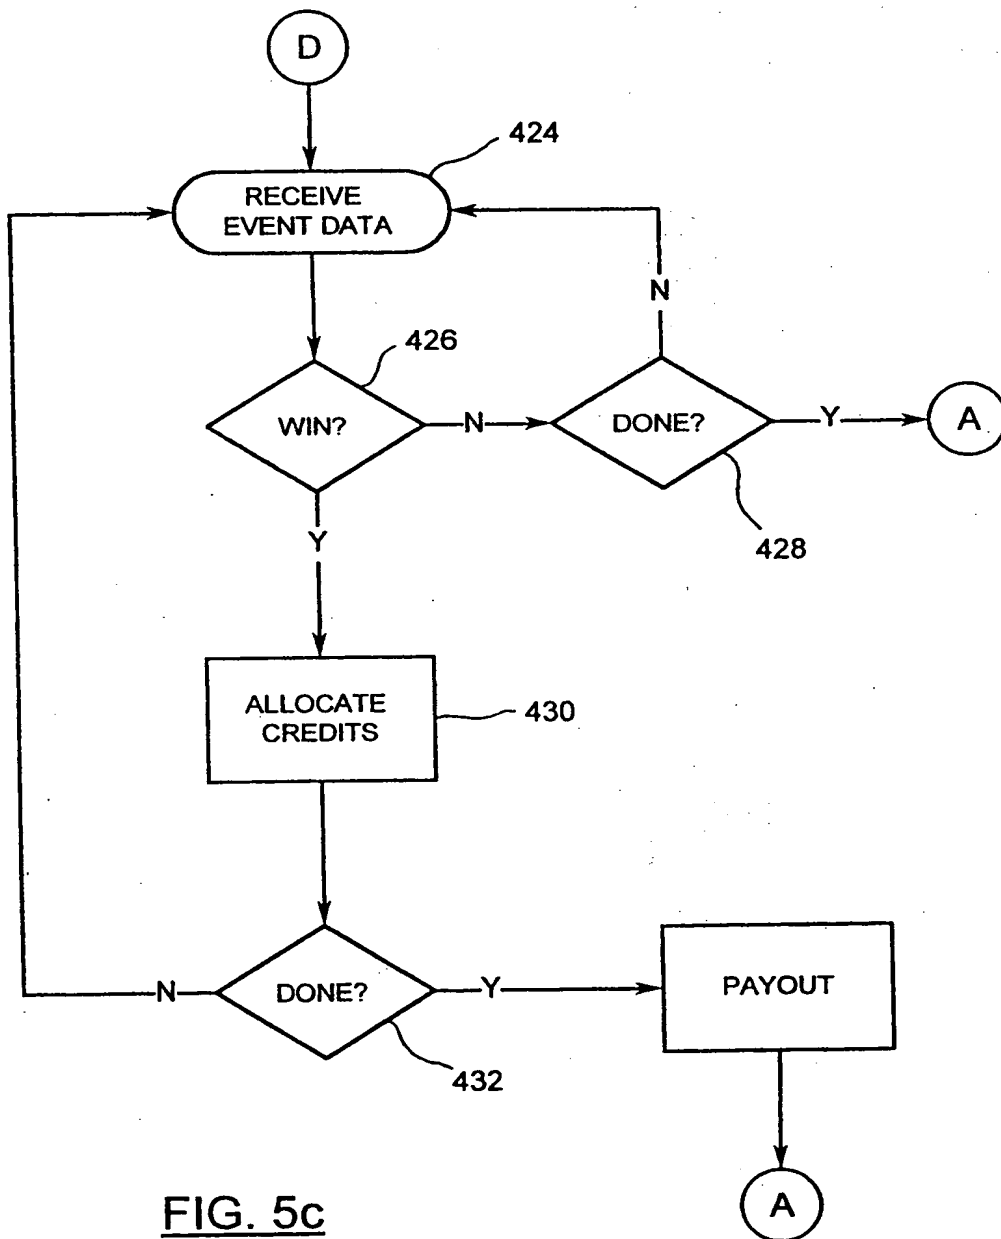 D
424
RECEIVE
EVENT DATA
N
426
WIN?
N
DONE?
Y
A
428
Y
ALLOCATE
CREDITS
430
N
DONE?
Y
PAYOUT
432
A
FIG. 5c